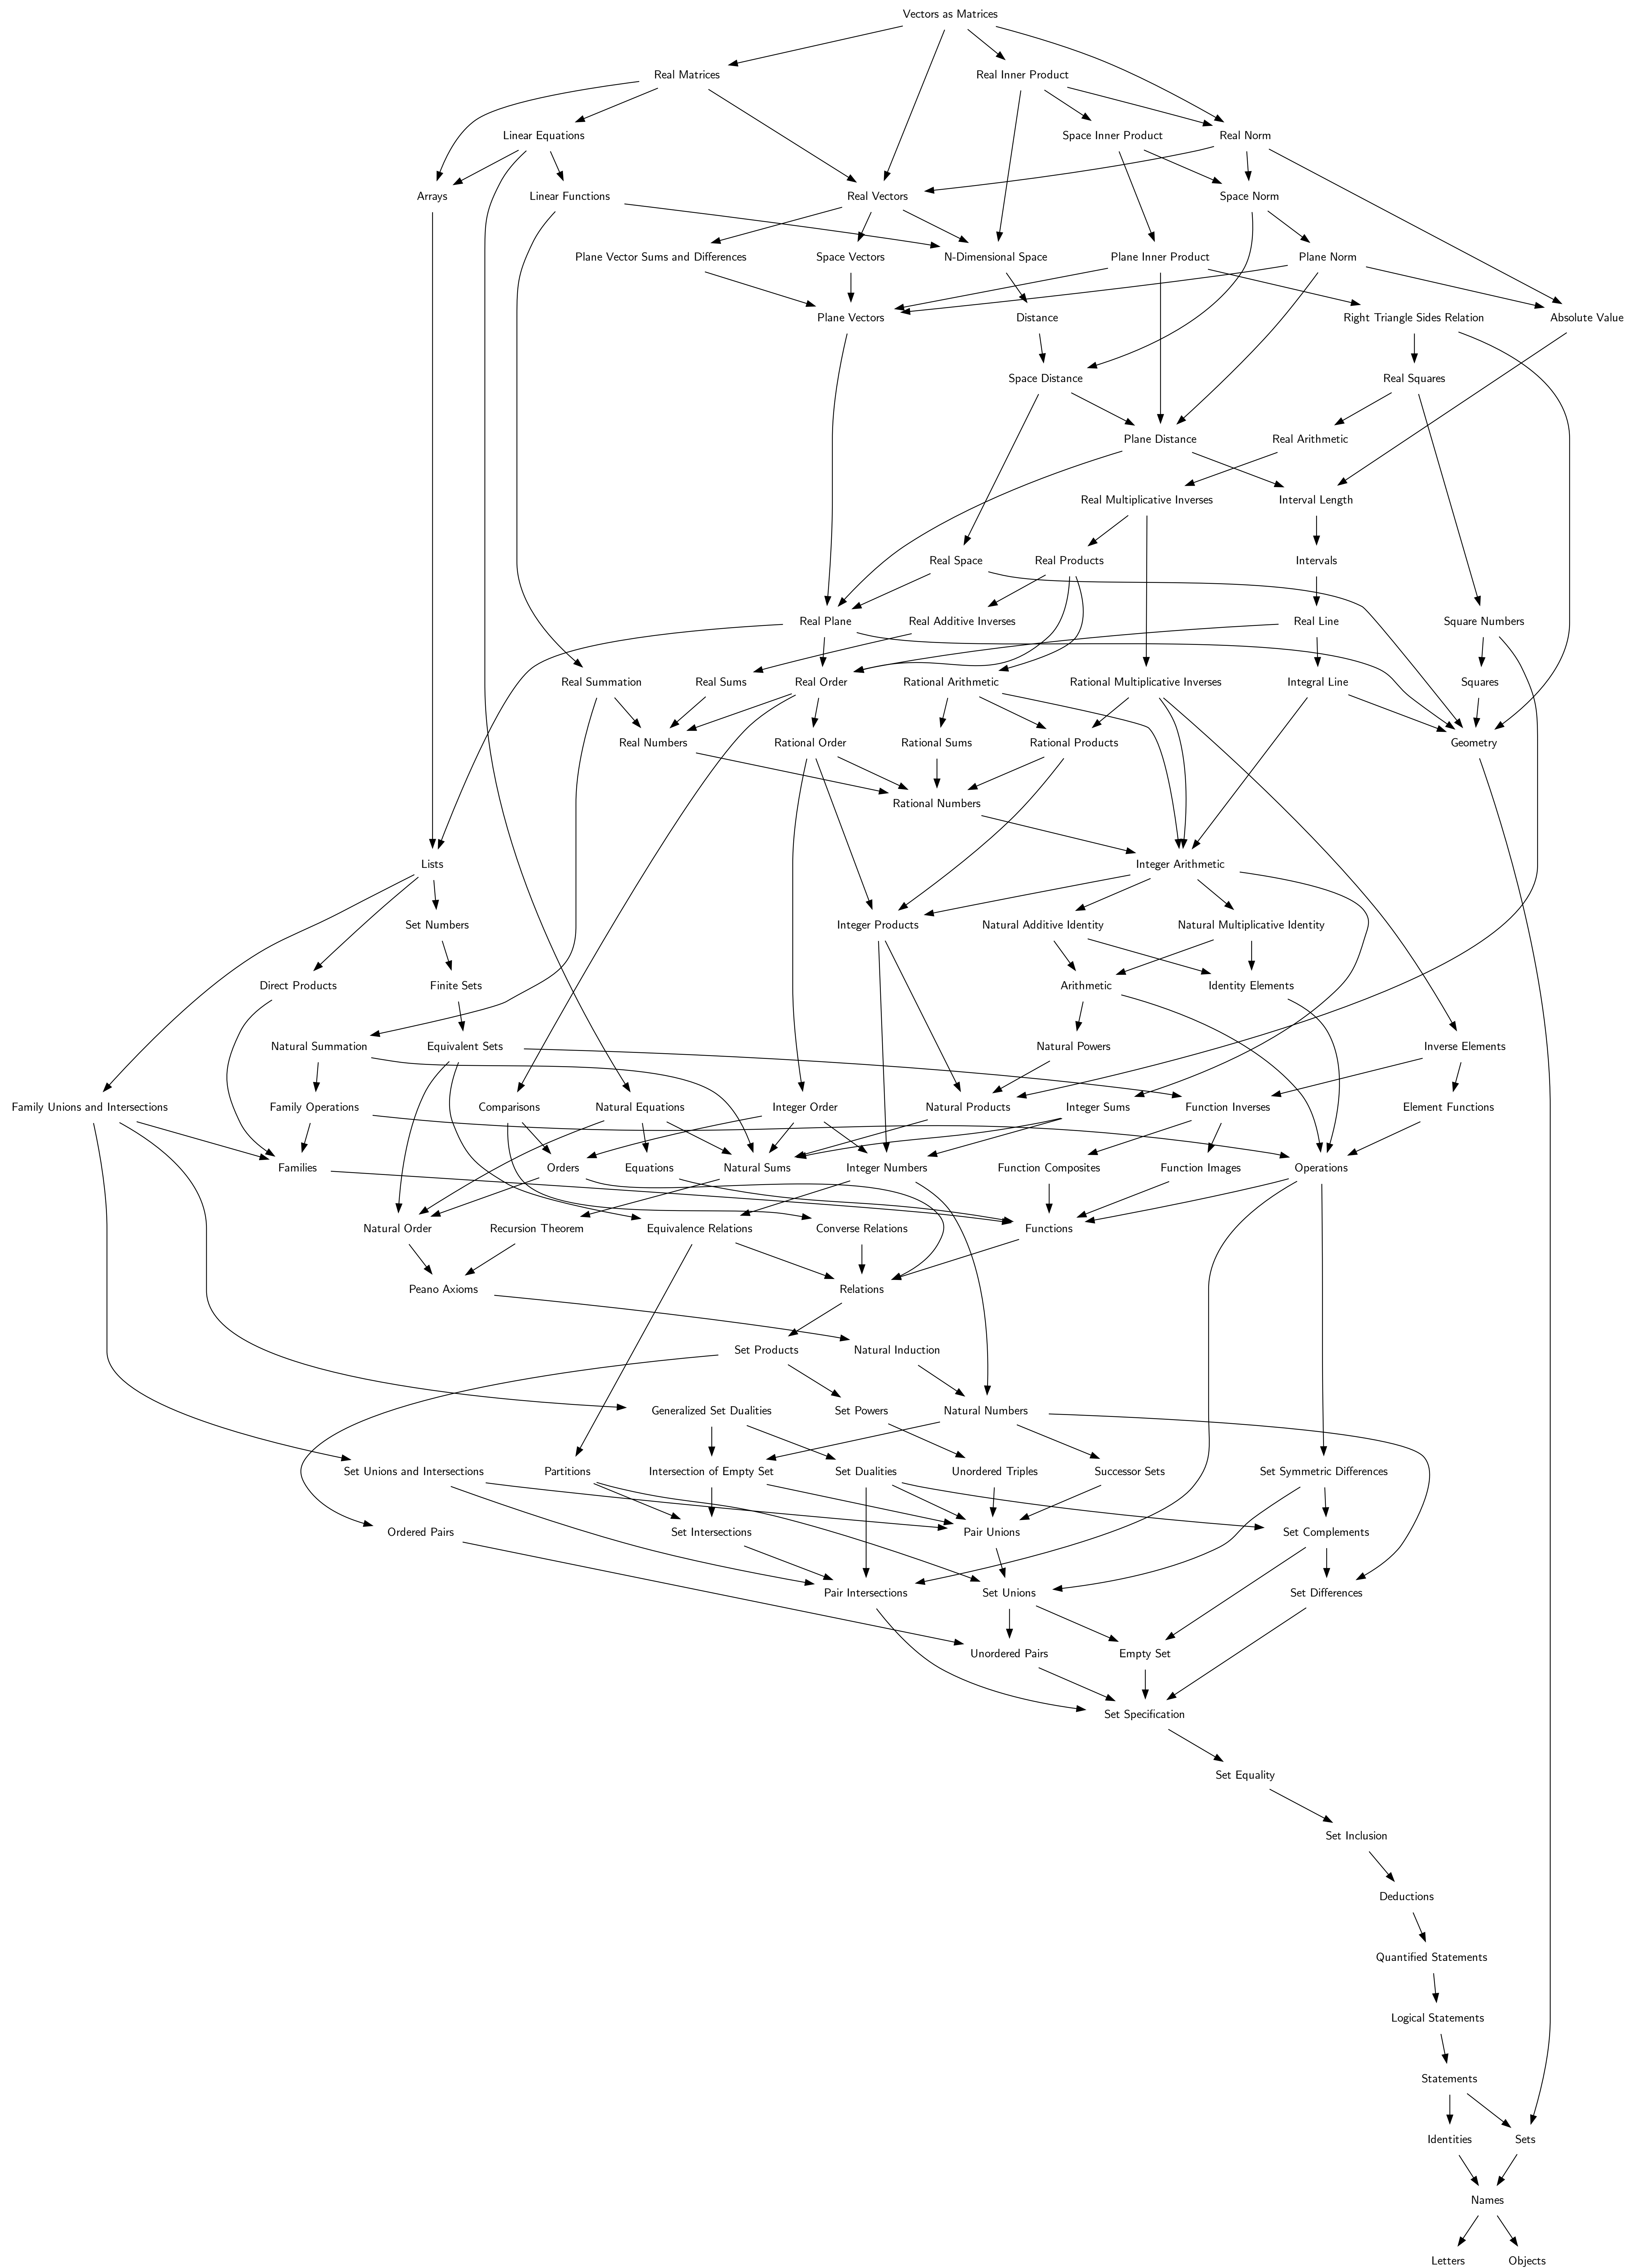 Vectors as Matrices
Real Matrices
Real Inner Product
Linear Equations
Space Inner Product
Real Norm
Arrays
Linear Functions
Real Vectors
Space Norm
Plane Vector Sums and Differences
Space Vectors
N-Dimensional Space
Plane Inner Product
Plane Norm
Plane Vectors
Distance
Right Triangle Sides Relation
Absolute Value
Space Distance
Real Squares
Plane Distance
Real Arithmetic
Real Multiplicative Inverses
Interval Length
Real Space
Real Products
Intervals
Real Plane
Real Additive Inverses
Real Line
Square Numbers
Real Summation
Real Sums
Real Order
Rational Arithmetic
Rational Multiplicative Inverses
Integral Line
Squares
Real Numbers
Rational Order
Rational Sums
Rational Products
Geometry
Rational Numbers
Lists
Integer Arithmetic
Set Numbers
Integer Products
Natural Additive Identity
Natural Multiplicative Identity
Direct Products
Finite Sets
Arithmetic
Identity Elements
Natural Summation
Equivalent Sets
Natural Powers
Inverse Elements
Family Unions and Intersections
Family Operations
Comparisons
Natural Equations
Integer Order
Natural Products
Integer Sums
Function Inverses
Element Functions
Families
Orders
Equations
Natural Sums
Integer Numbers
Function Composites
Function Images
Operations
Natural Order
Recursion Theorem
Equivalence Relations
Converse Relations
Functions
Peano Axioms
Relations
Set Products
Natural Induction
Generalized Set Dualities
Set Powers
Natural Numbers
Set Unions and Intersections
Partitions
Intersection of Empty Set
Set Dualities
Unordered Triples
Successor Sets
Set Symmetric Differences
Ordered Pairs
Set Intersections
Pair Unions
Set Complements
Pair Intersections
Set Unions
Set Differences
Unordered Pairs
Empty Set
Set Specification
Set Equality
Set Inclusion
Deductions
Quantified Statements
Logical Statements
Statements
Identities
Sets
Names
Letters
Objects